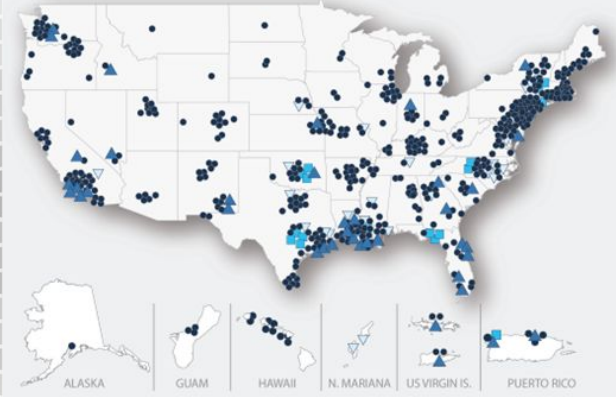 ALASKA
GUAM
HAWAII
N. MARIANA
US VIRGIN IS.
PUERTO RICO